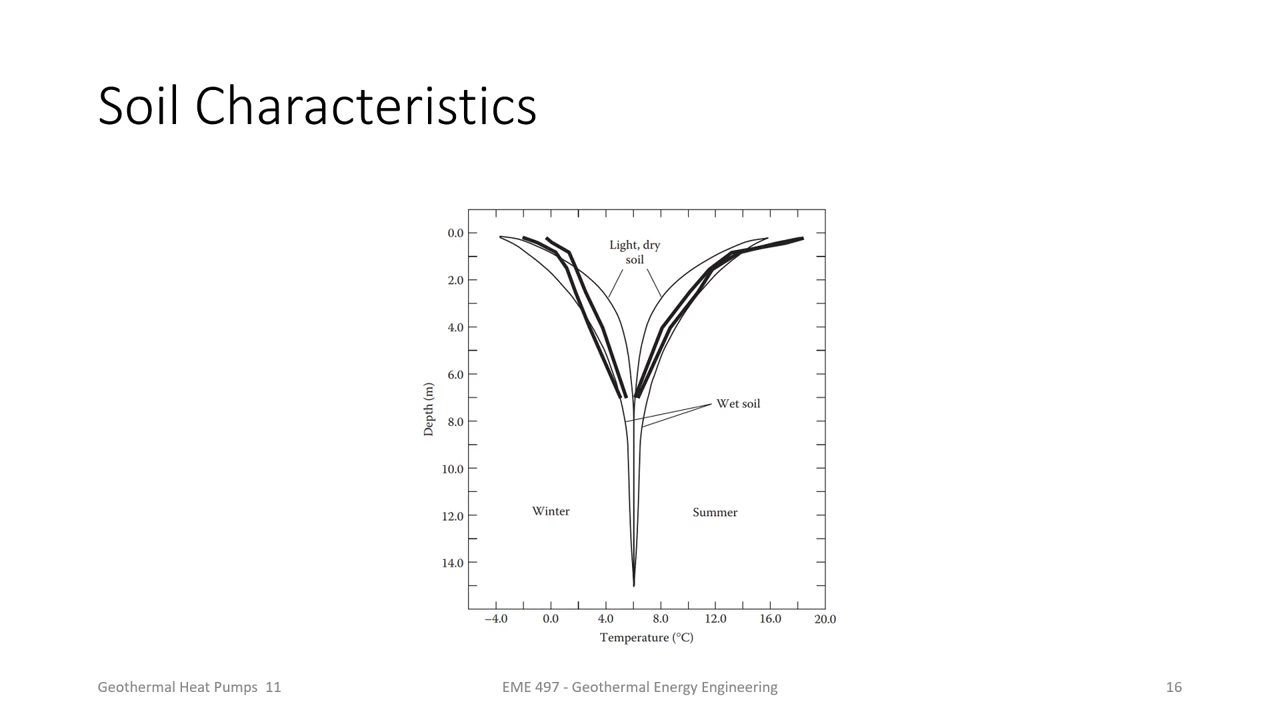 Soil Characteristics
0.0
2.0
4.0
6.0
8.0
10.0
12.0
14.0
Depth (m)
Light, dry
soil
Wet soil
Winter
Summer
−4.0 0.0 4.0 8.0 12.0 16.0 20.0
Temperature (°C)
Geothermal Heat Pumps 11
EME 497 - Geothermal Energy Engineering
16